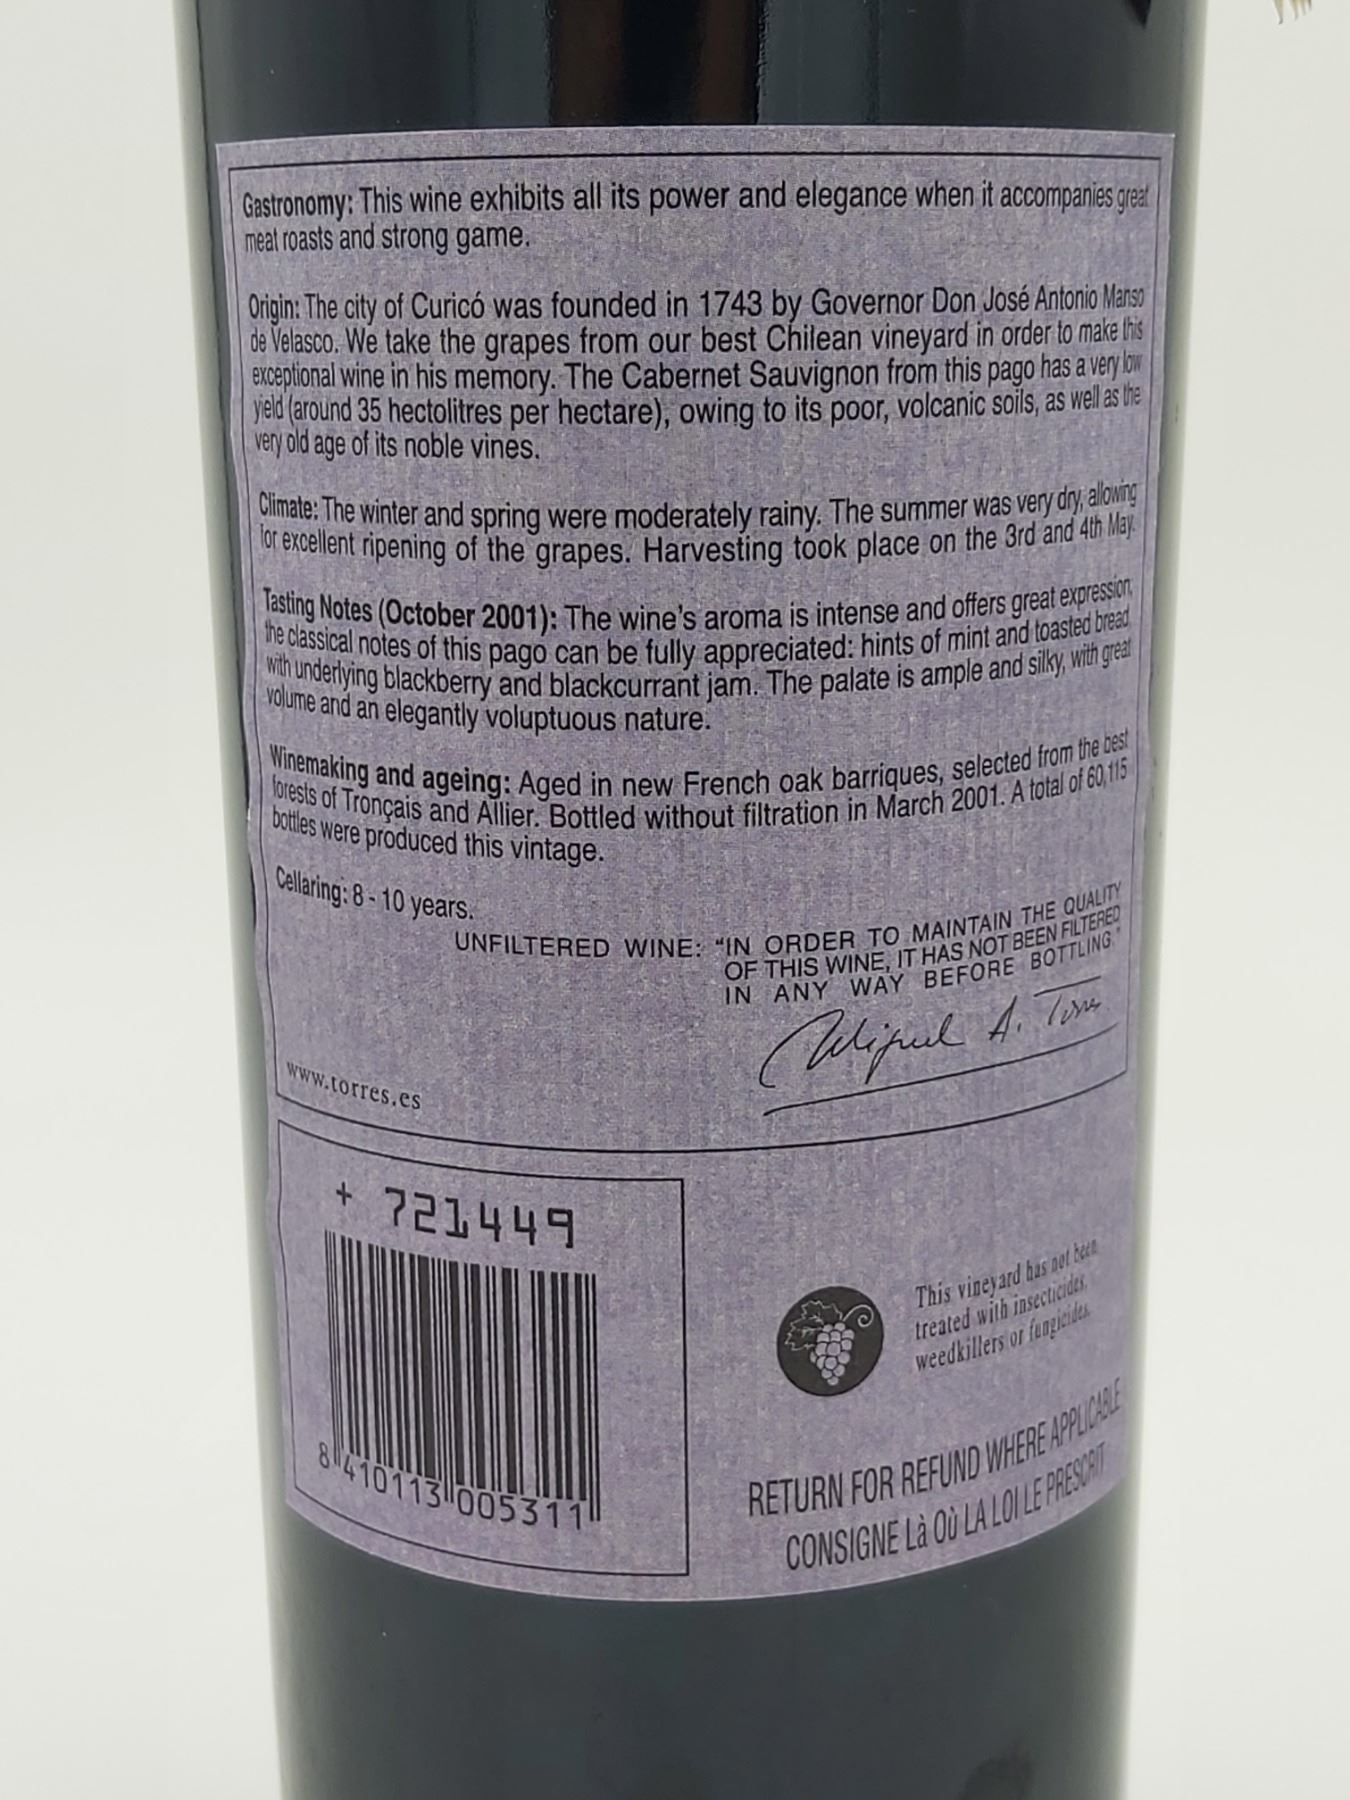 Gastronomy: This wine exhibits all its power and elegance when it accompanies great
meat roasts and strong game.
Origin: The city of Curicó was founded in 1743 by Governor Don José Antonio Manso
de Velasco. We take the grapes from our best Chilean vineyard in order to make this
exceptional wine in his memory. The Cabernet Sauvignon from this pago has a very low
yield (around 35 hectolitres per hectare), owing to its poor, volcanic soils, as well as the
very old age of its noble vines.
Climate: The winter and spring were moderately rainy. The summer was very dry, allowing
for excellent ripening of the grapes. Harvesting took place on the 3rd and 4th May.
Tasting Notes (October 2001): The wine's aroma is intense and offers great expression,
the classical notes of this pago can be fully appreciated: hints of mint and toasted bread,
with underlying blackberry and blackcurrant jam. The palate is ample and silky, with great
volume and an elegantly voluptuous nature.
Winemaking and ageing: Aged in new French oak barriques, selected from the best
forests of Tronçais and Allier. Bottled without filtration in March 2001. A total of 60,115
bottles were produced this vintage.
Cellaring: 8 - 10 years.
UNFILTERED WINE: "IN ORDER TO MAINTAIN THE QUALITY
OF THIS WINE, IT HAS NOT BEEN FILTERED
IN ANY WAY BEFORE BOTTLING."
Miguel A. Torres
www.torres.es
+ 721449
8 410113 005311
This vineyard has not been
treated with insecticides,
weedkillers or fungicides.
RETURN FOR REFUND WHERE APPLICABLE
CONSIGNE Là Où LA LOI LE PRESCRIT